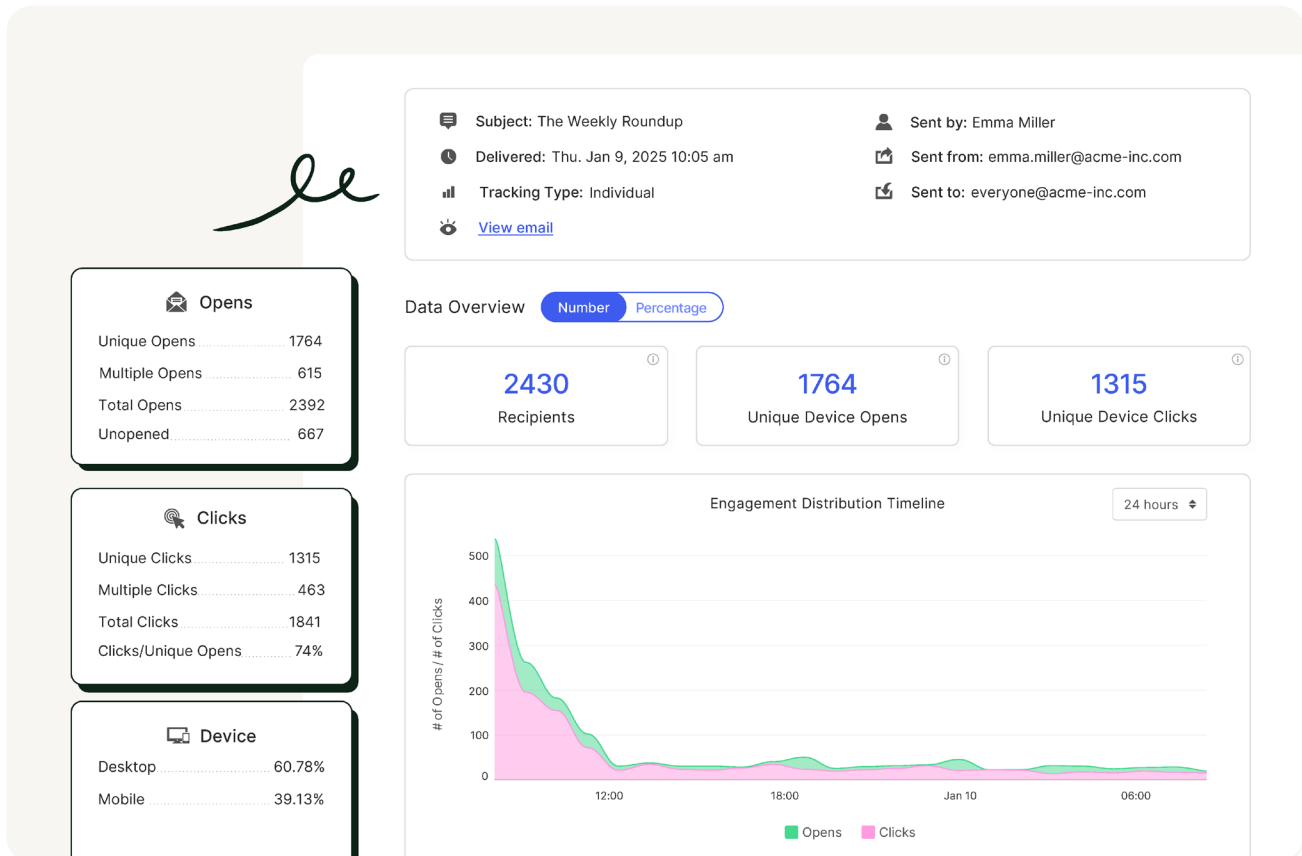 Subject: The Weekly Roundup
Sent by: Emma Miller
Delivered: Thu. Jan 9, 2025 10:05 am
Sent from: emma.miller@acme-inc.com
Tracking Type: Individual
Sent to: everyone@acme-inc.com
View email
Opens
Unique Opens 1764
Multiple Opens 615
Total Opens 2392
Unopened 667
Clicks
Unique Clicks 1315
Multiple Clicks 463
Total Clicks 1841
Clicks/Unique Opens 74%
Device
Desktop 60.78%
Mobile 39.13%
Data Overview
Number Percentage
2430
Recipients
1764
Unique Device Opens
1315
Unique Device Clicks
Engagement Distribution Timeline
24 hours
# of Opens / # of Clicks
500
400
300
200
100
0
12:00 18:00 Jan 10 06:00
Opens Clicks